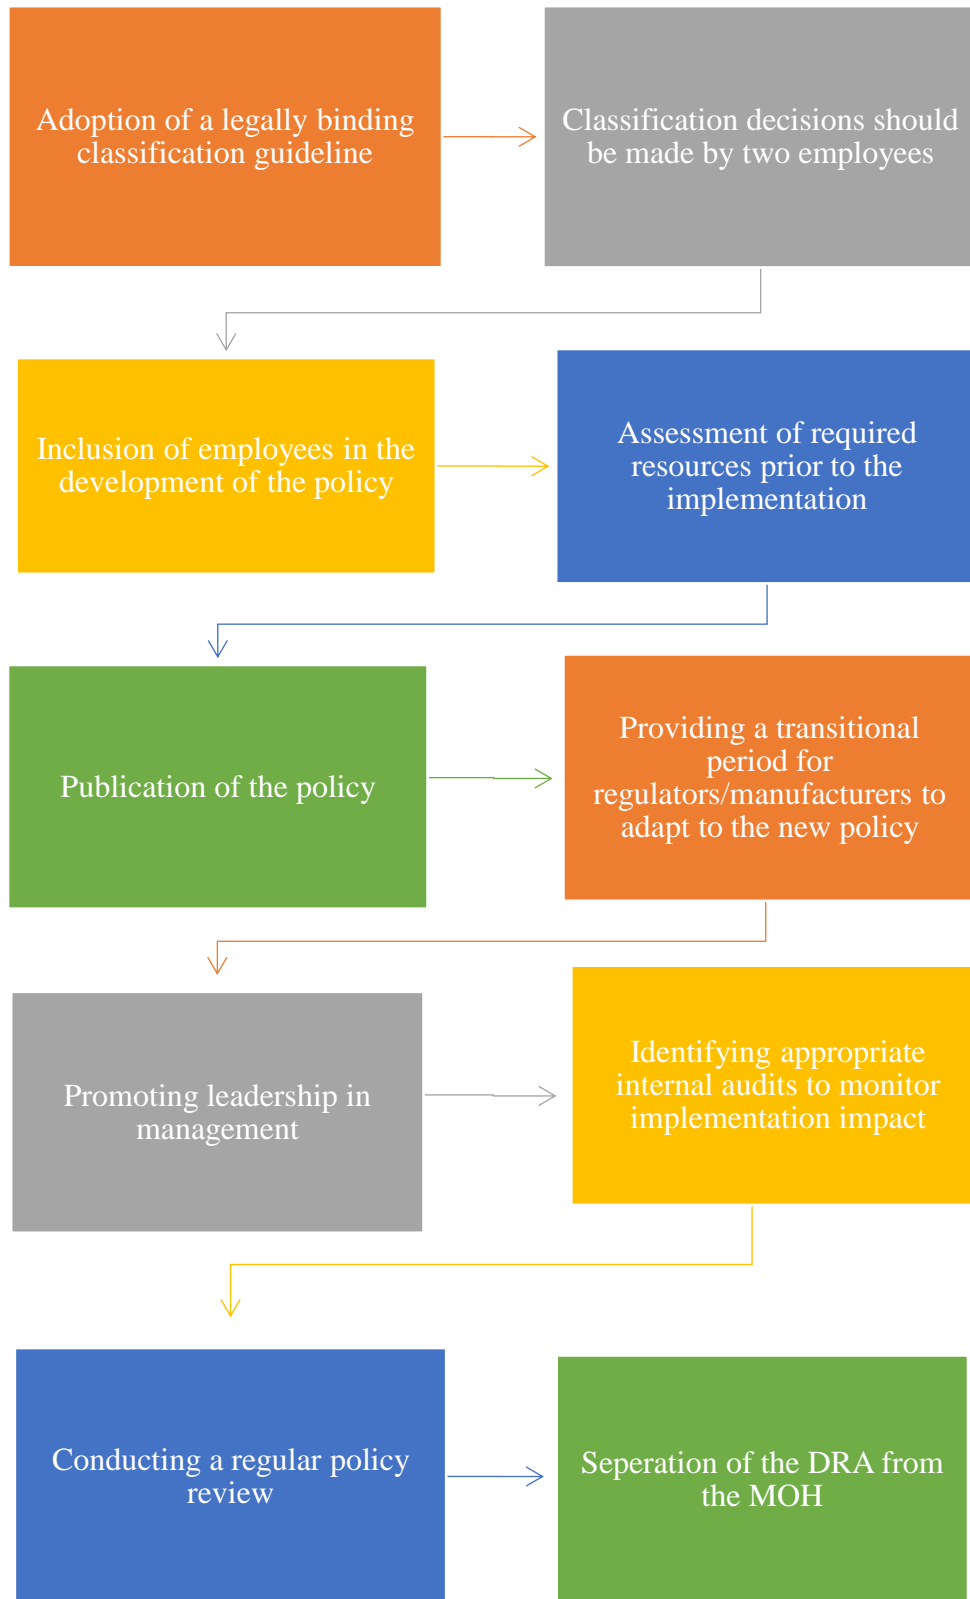 Adoption of a legally binding
classification guideline
Classification decisions should
be made by two employees
Inclusion of employees in the
development of the policy
Assessment of required
resources prior to the
implementation
Publication of the policy
Providing a transitional
period for
regulators/manufacturers to
adapt to the new policy
Promoting leadership in
management
Identifying appropriate
internal audits to monitor
implementation impact
Conducting a regular policy
review
Seperation of the DRA from
the MOH